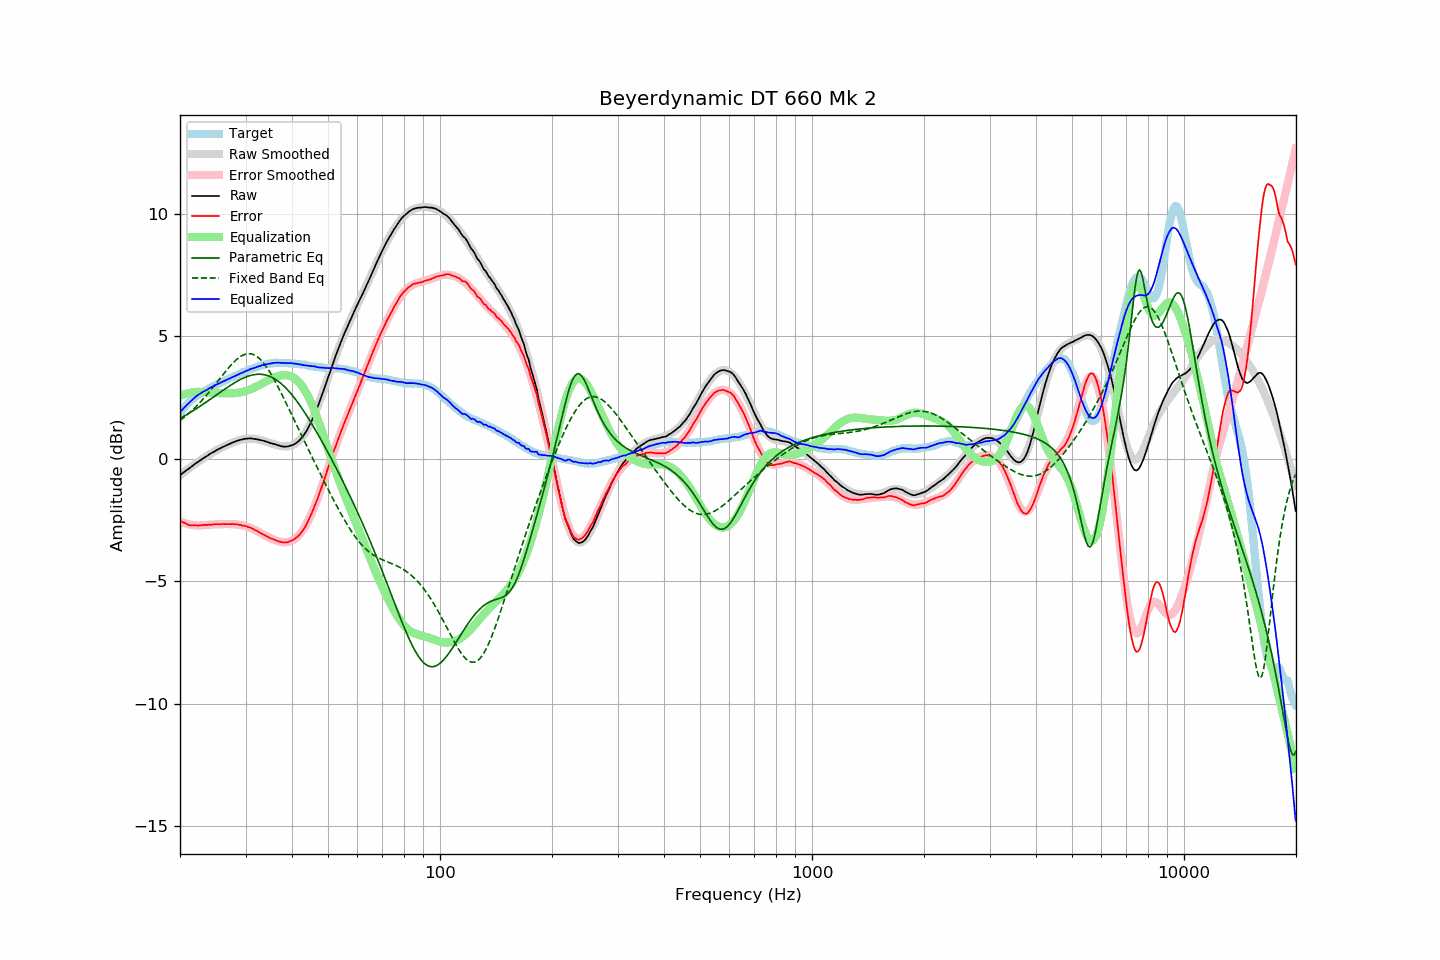 Beyerdynamic DT 660 Mk 2
Target
Raw Smoothed
Error Smoothed
Raw
Error
Equalization
Parametric Eq
Fixed Band Eq
Equalized
10
5
0
−5
−10
−15
Amplitude (dBr)
100
1000
10000
Frequency (Hz)